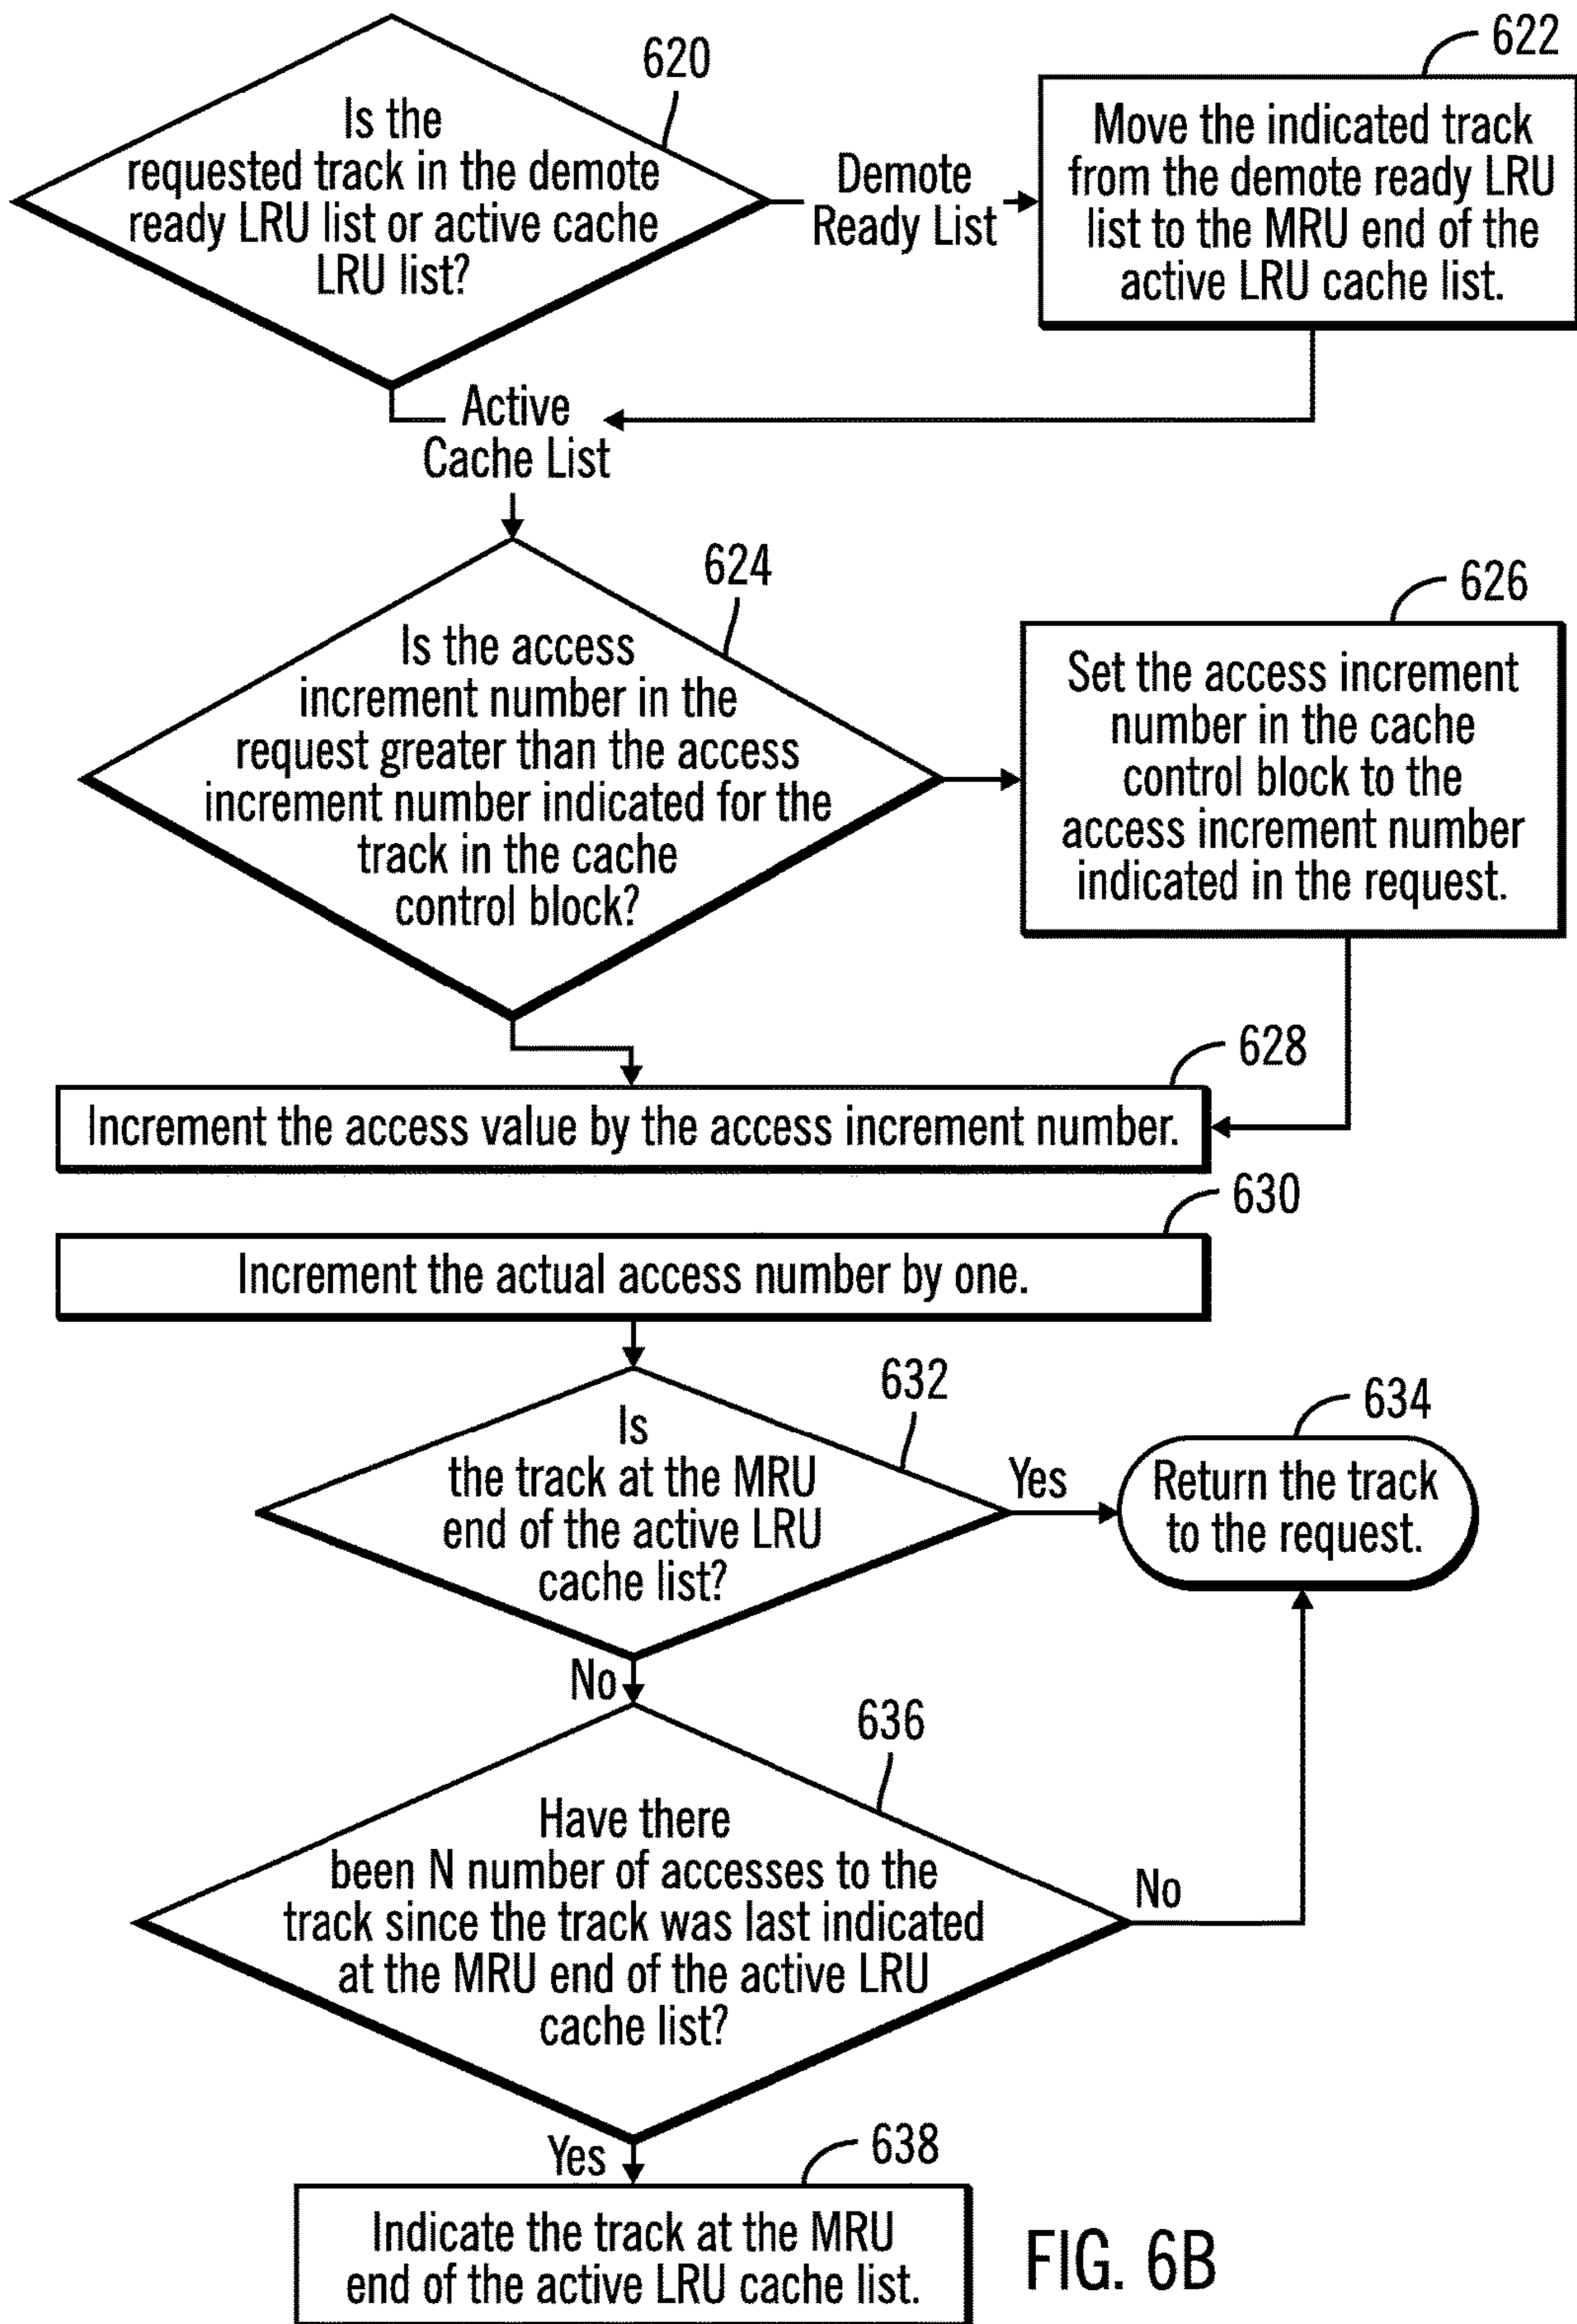 620
Is the
requested track in the demote
ready LRU list or active cache
LRU list?
Demote
Ready List
622
Move the indicated track
from the demote ready LRU
list to the MRU end of the
active LRU cache list.
Active
Cache List
624
Is the access
increment number in the
request greater than the access
increment number indicated for the
track in the cache
control block?
626
Set the access increment
number in the cache
control block to the
access increment number
indicated in the request.
628
Increment the access value by the access increment number.
630
Increment the actual access number by one.
632
Is
the track at the MRU
end of the active LRU
cache list?
Yes
634
Return the track
to the request.
No
636
Have there
been N number of accesses to the
track since the track was last indicated
at the MRU end of the active LRU
cache list?
No
Yes
638
Indicate the track at the MRU
end of the active LRU cache list.
FIG. 6B